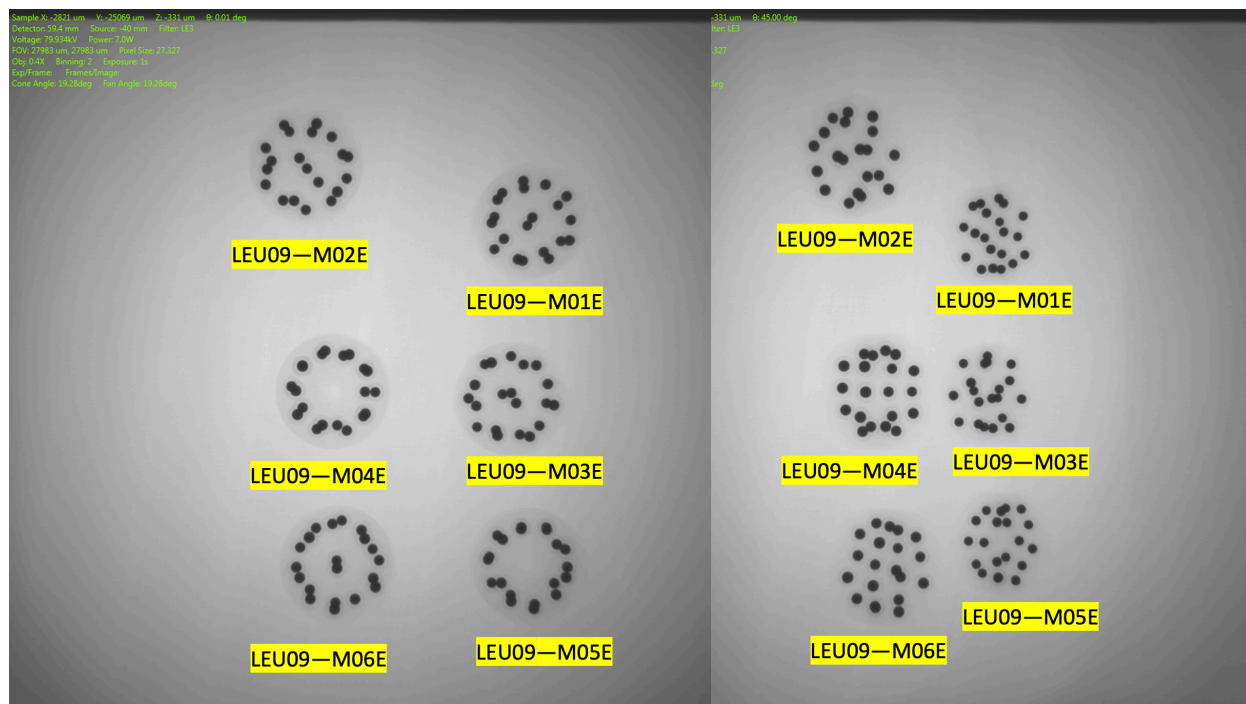 Sample X: -2821 um Y: -25069 um Z: -331 um θ: 0.01 deg
Detector: 59.4 mm Source: -40 mm Filter: LE3
Voltage: 79.934kV Power: 7.0W
FOV: 27983 um, 27983 um Pixel Size: 27.327
Obj: 0.4X Binning: 2 Exposure: 1s
Exp/Frame: Frames/Image:
Cone Angle: 19.28deg Fan Angle: 19.28deg
LEU09—M02E
LEU09—M01E
LEU09—M04E
LEU09—M03E
LEU09—M06E
LEU09—M05E
-331 um θ: 45.00 deg
lter: LE3
.327
deg
LEU09—M02E
LEU09—M01E
LEU09—M04E
LEU09—M03E
LEU09—M05E
LEU09—M06E